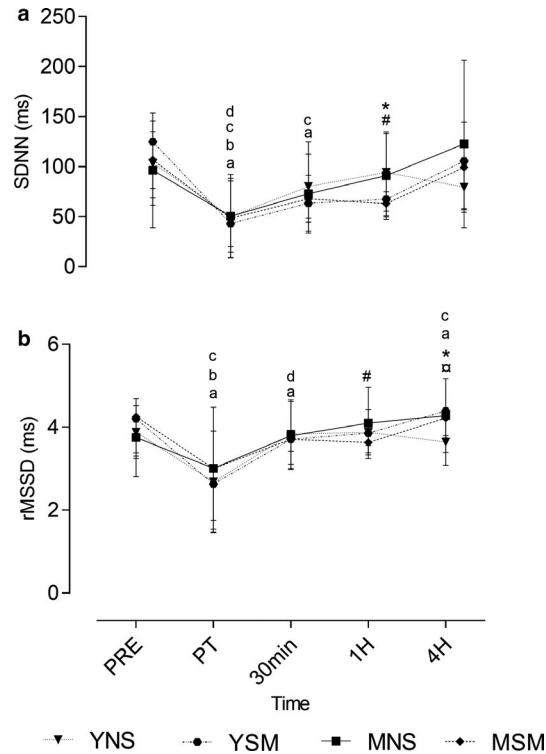 a
250
200
150
100
50
0
SDNN (ms)
d
c
b
a
c
a
*
#
b
6
4
2
0
rMSSD (ms)
c
b
a
d
a
#
c
a
*
¤
PRE PT 30min 1H 4H
Time
YNS YSM MNS MSM